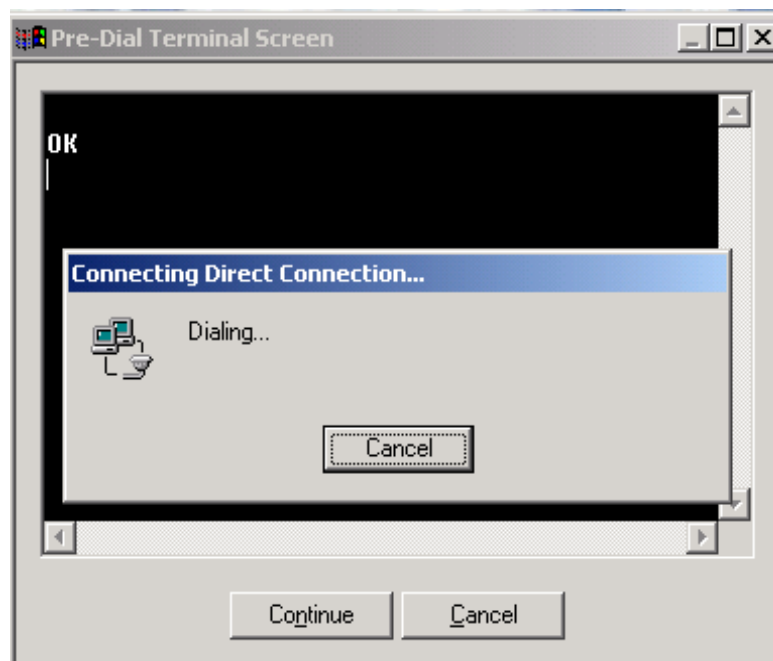 Pre-Dial Terminal Screen
OK
Connecting Direct Connection...
Dialing...
Cancel
Continue Cancel